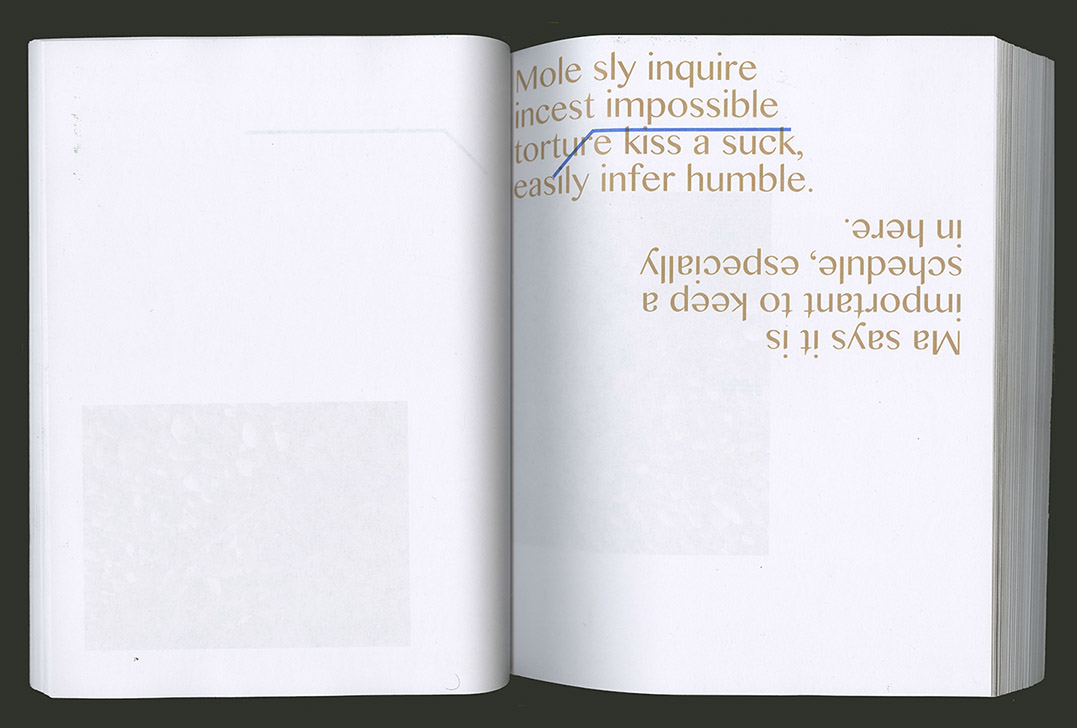 Mole sly inquire
incest impossible
torture kiss a suck,
easily infer humble.
Ma says it is
important to keep a
schedule, especially
in here.